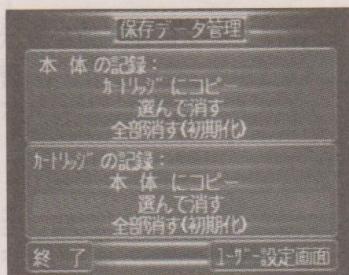 保存データ管理
本 体 の記録：
カートリッジ にコピー
選んで消す
全部消す(初期化)
カートリッジ の記録：
本 体 にコピー
選んで消す
全部消す(初期化)
終 了
ユーザー設定画面